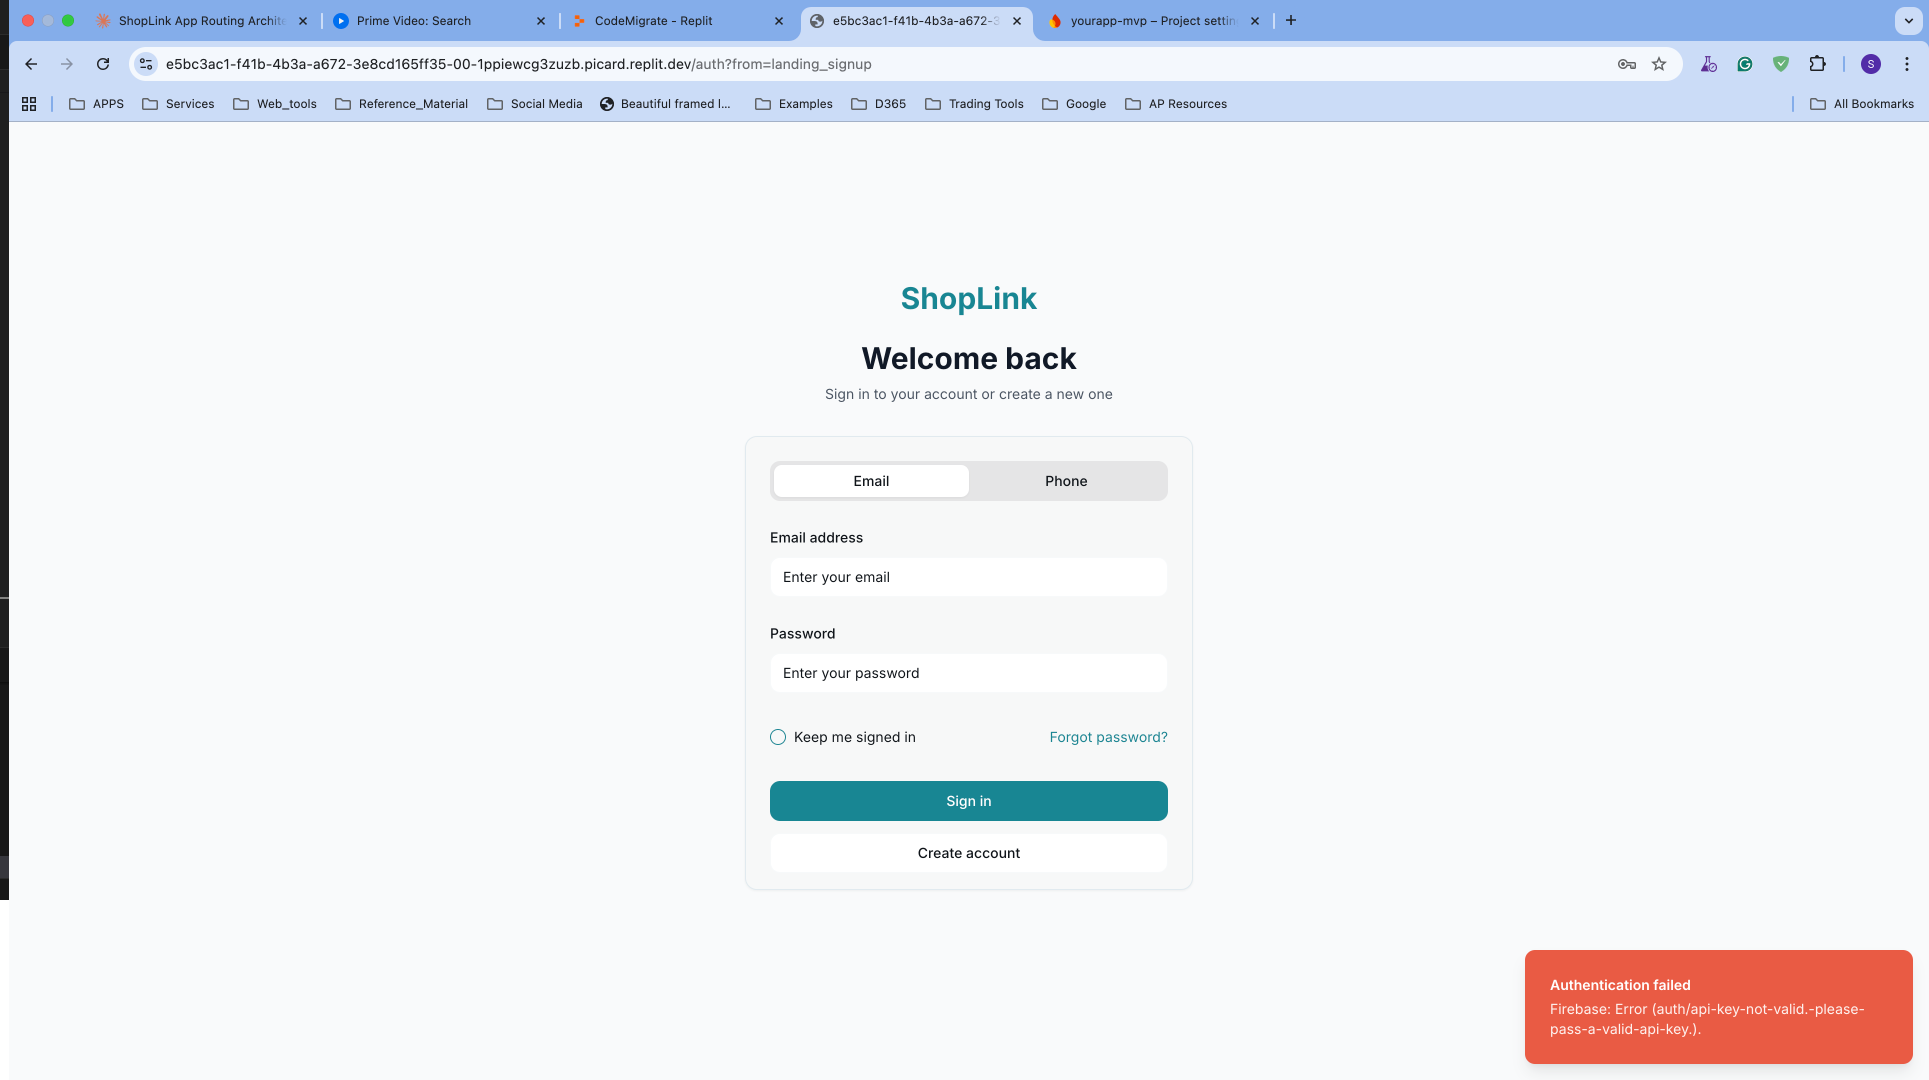 ShopLink App Routing Archite
Prime Video: Search
CodeMigrate - Replit
e5bc3ac1-f41b-4b3a-a672-3
yourapp-mvp – Project settin
e5bc3ac1-f41b-4b3a-a672-3e8cd165ff35-00-1ppiewcg3zuzb.picard.replit.dev/auth?from=landing_signup
S
APPS
Services
Web_tools
Reference_Material
Social Media
Beautiful framed l...
Examples
D365
Trading Tools
Google
AP Resources
All Bookmarks
ShopLink
Welcome back
Sign in to your account or create a new one
Email
Phone
Email address
Enter your email
Password
Enter your password
Keep me signed in
Forgot password?
Sign in
Create account
Authentication failed
Firebase: Error (auth/api-key-not-valid.-please-
pass-a-valid-api-key.).